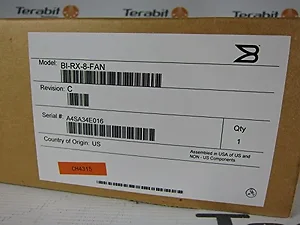 Terabit
Terabit
Model: BI-RX-8-FAN
Revision: C
Serial #: A4SA34E016
Qty
1
Country of Origin: US
Assembled in USA of US and
NON - US Components
Terabit